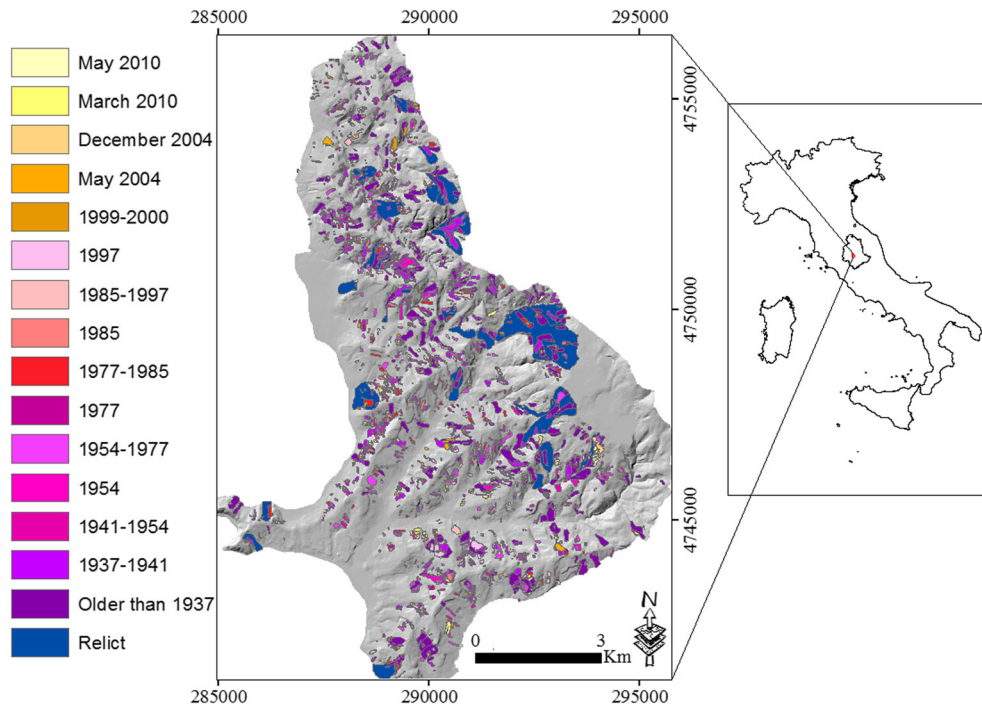 285000 290000 295000
May 2010
March 2010
December 2004
May 2004
1999-2000
1997
1985-1997
1985
1977-1985
1977
1954-1977
1954
1941-1954
1937-1941
Older than 1937
Relict
4755000
4750000
4745000
N
0 3
Km
285000 290000 295000